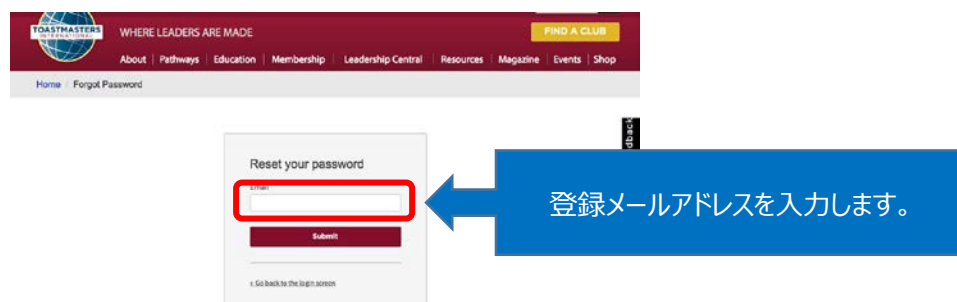 TOASTMASTERS
INTERNATIONAL
WHERE LEADERS ARE MADE
FIND A CLUB
About | Pathways | Education | Membership | Leadership Central | Resources | Magazine | Events | Shop
Home / Forgot Password
dback
Reset your password
Email
登録メールアドレスを入力します。
Submit
‹ Go back to the login screen